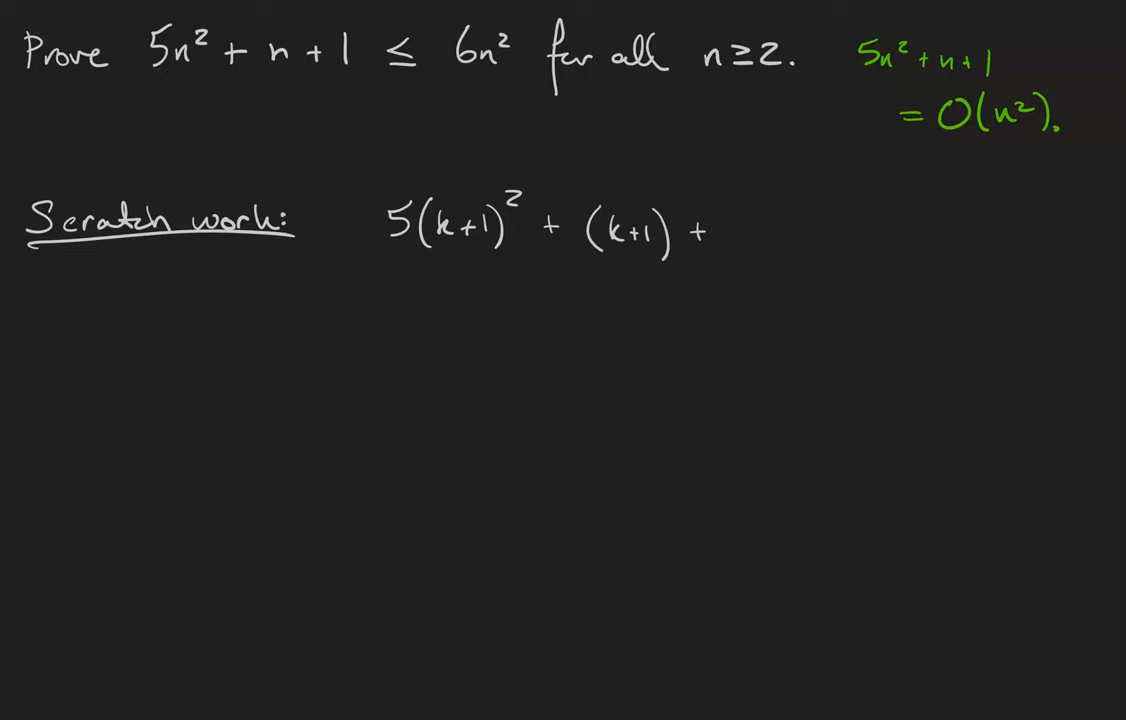 Prove 5n² + n + 1 ≤ 6n² for all n ≥ 2.
5n² + n + 1
= O(n²).
Scratch work: 5(k+1)² + (k+1) +